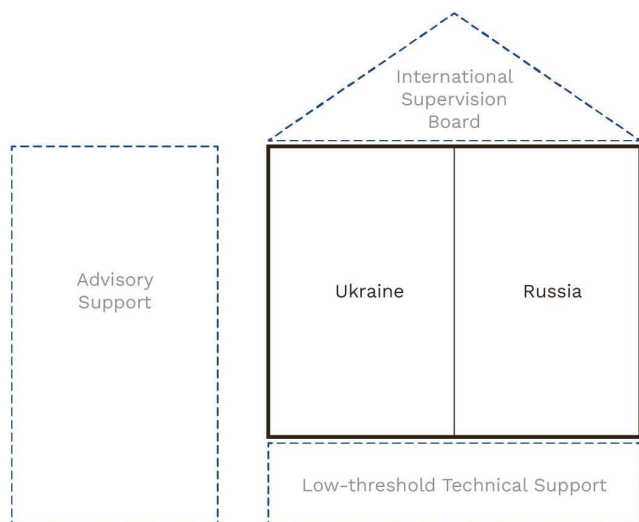 International
Supervision
Board
Advisory
Support
Ukraine
Russia
Low-threshold Technical Support